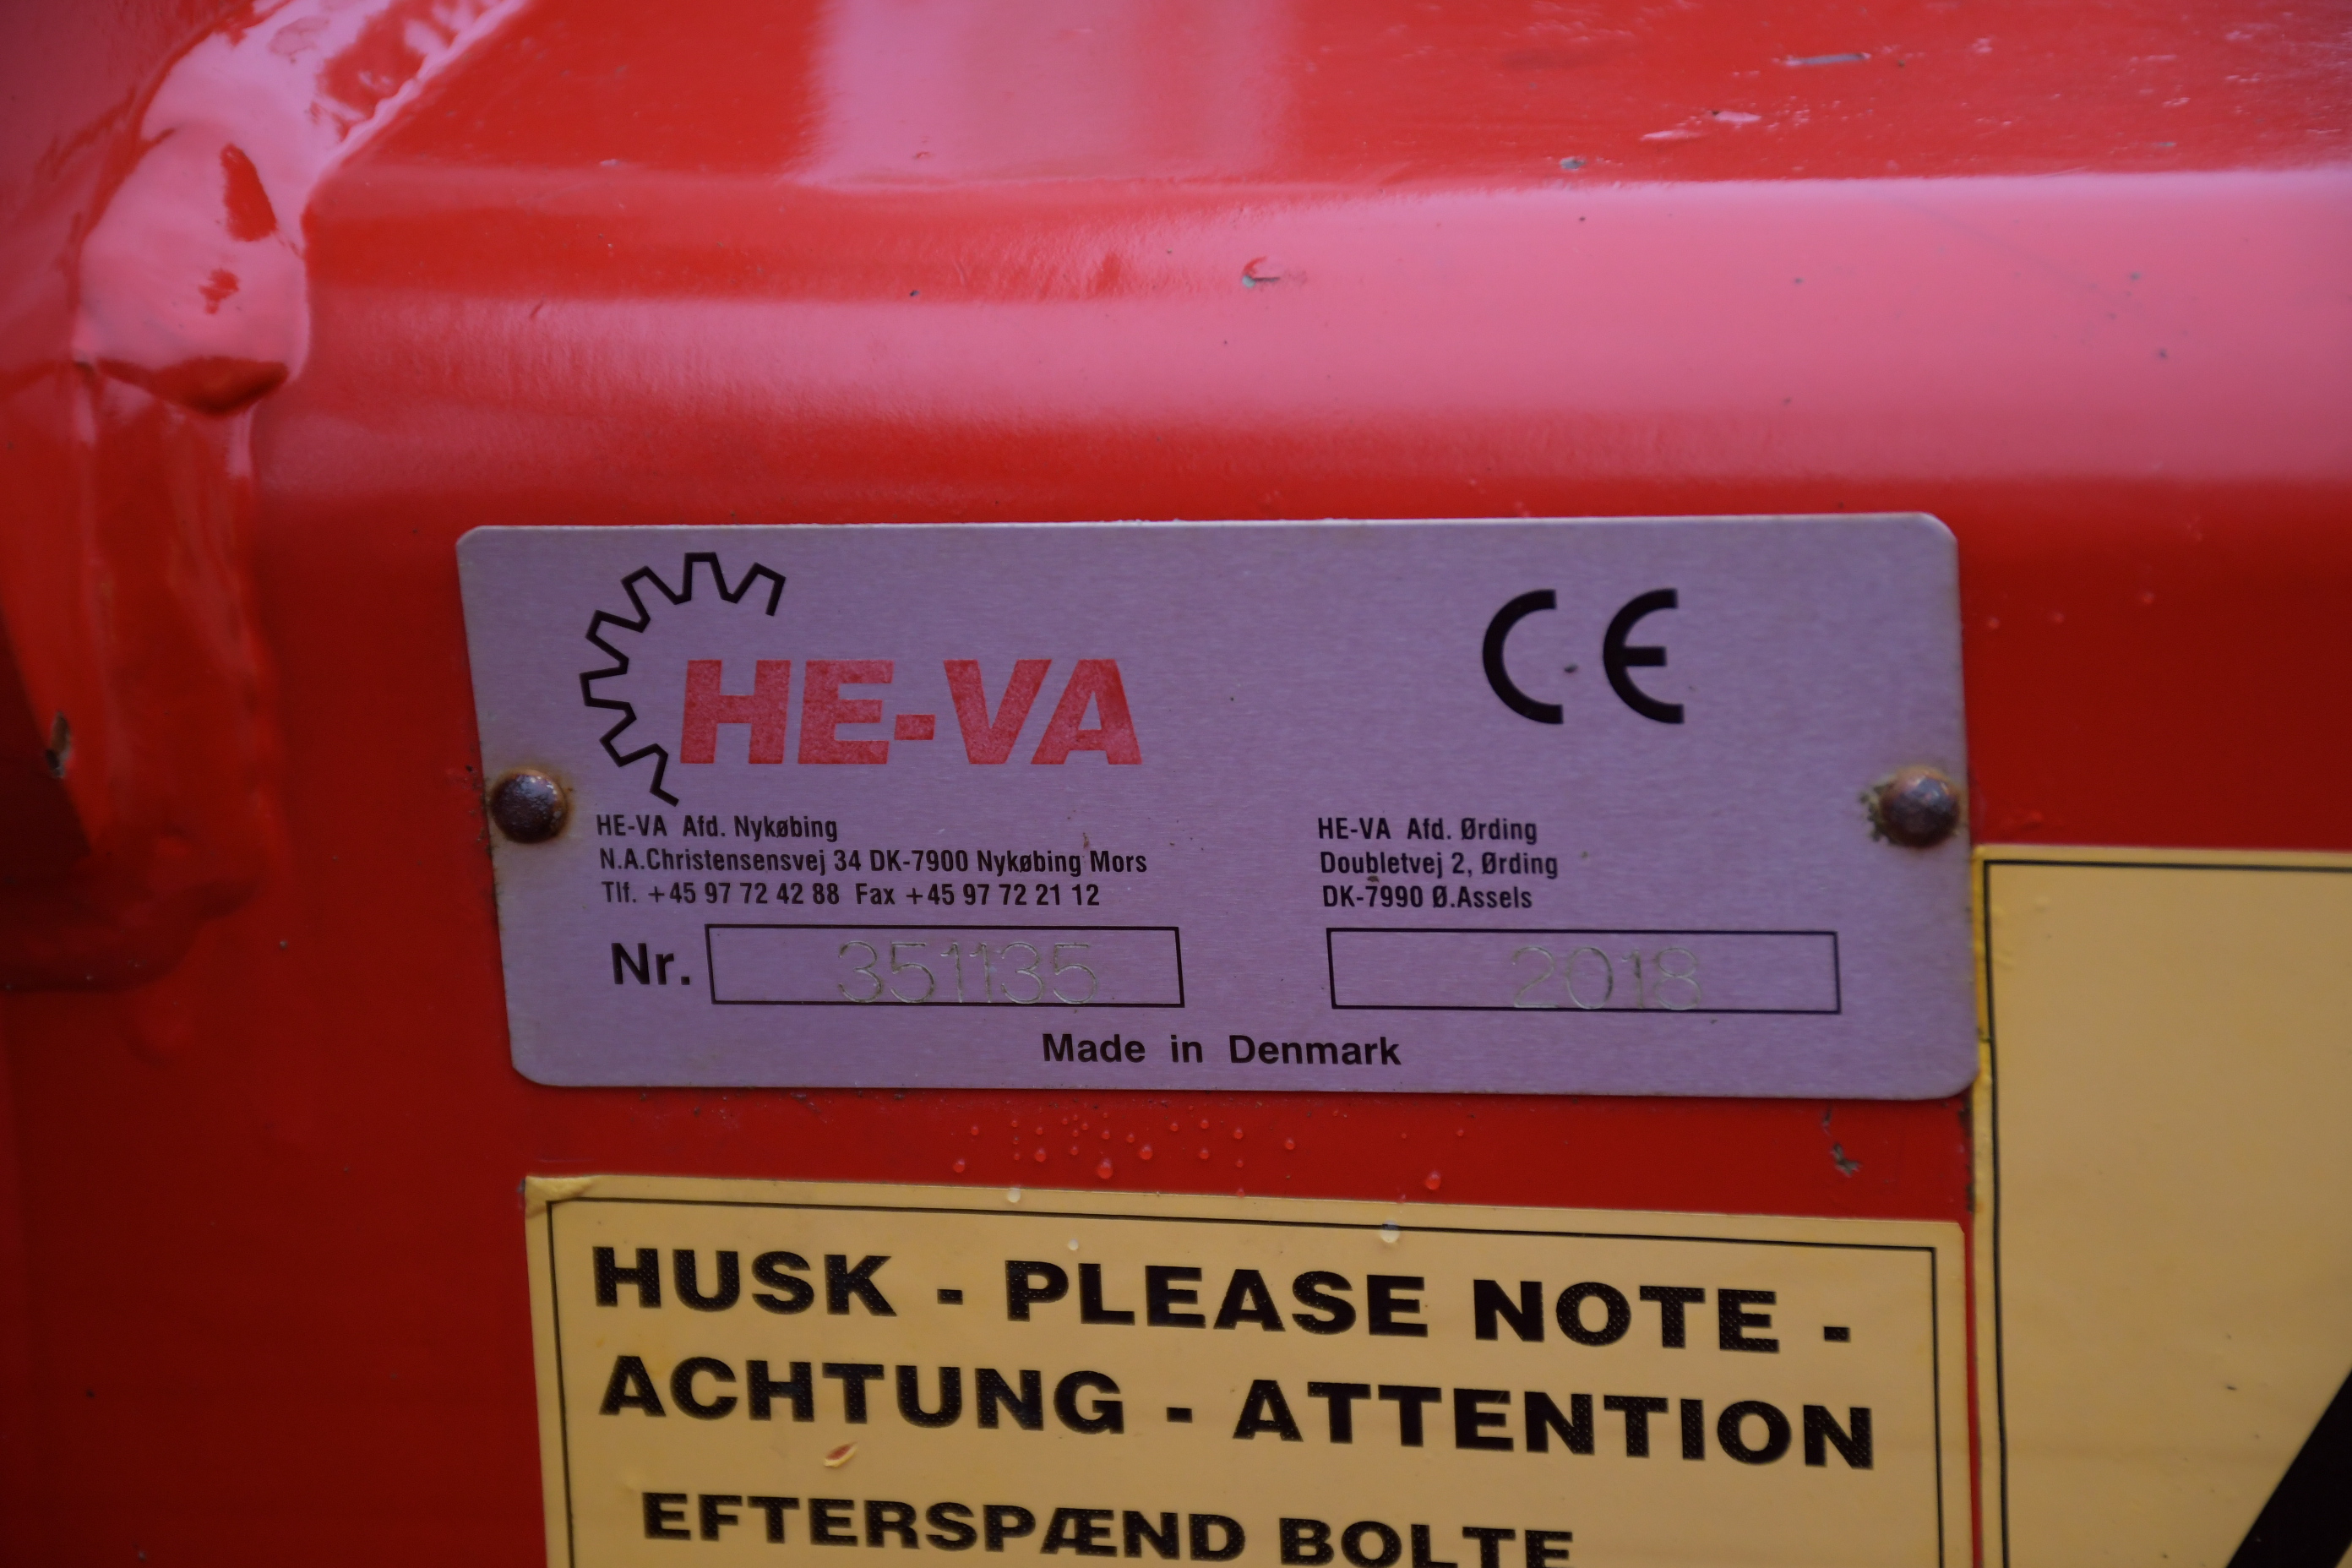 HE-VA
CE
HE-VA Afd. Nykøbing
N.A.Christensensvej 34 DK-7900 Nykøbing Mors
Tlf. +45 97 72 42 88 Fax +45 97 72 21 12
HE-VA Afd. Ørding
Doubletvej 2, Ørding
DK-7990 Ø.Assels
Nr. 351135
2018
Made in Denmark
HUSK - PLEASE NOTE -
ACHTUNG - ATTENTION
EFTERSPÆND BOLTE